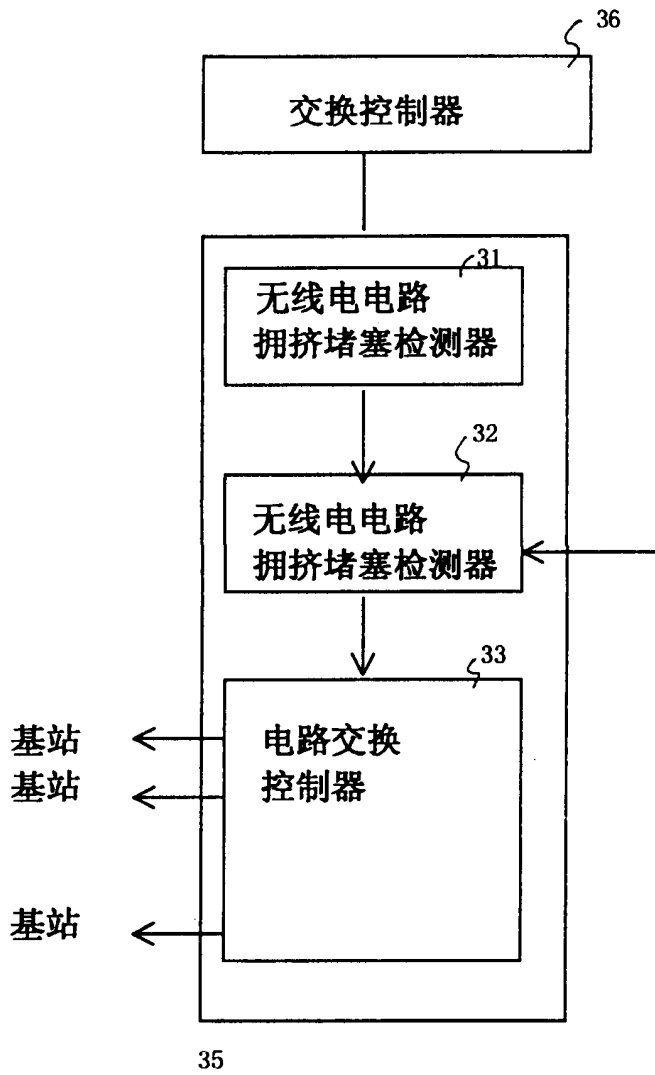 36
交换控制器
31
无线电电路
拥挤堵塞检测器
32
无线电电路
拥挤堵塞检测器
33
电路交换
控制器
基站
基站
基站
35